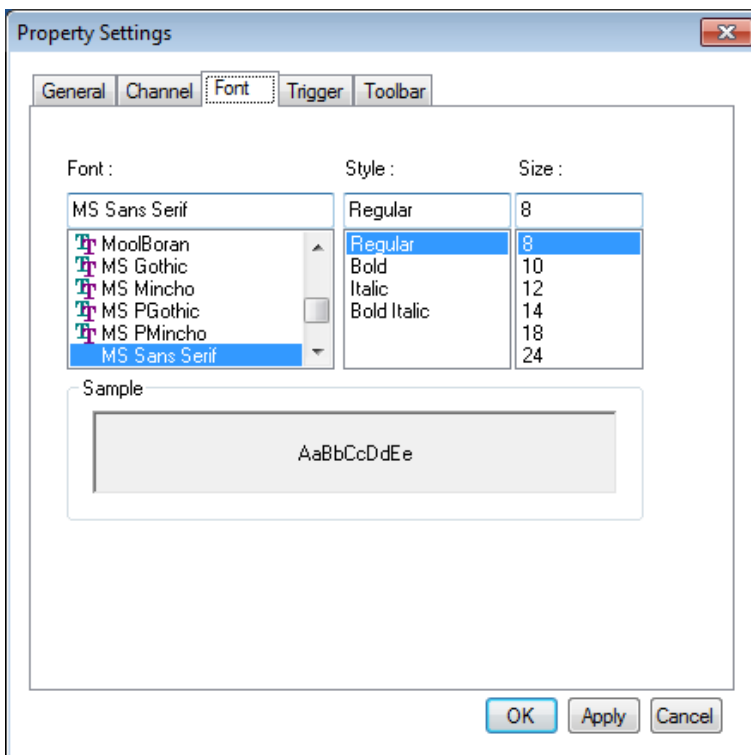 Property Settings
General Channel Font Trigger Toolbar
Font : Style : Size :
MS Sans Serif Regular 8
MoolBoran Regular 8
MS Gothic Bold 10
MS Mincho Italic 12
MS PGothic Bold Italic 14
MS PMincho 18
MS Sans Serif 24
Sample
AaBbCcDdEe
OK Apply Cancel